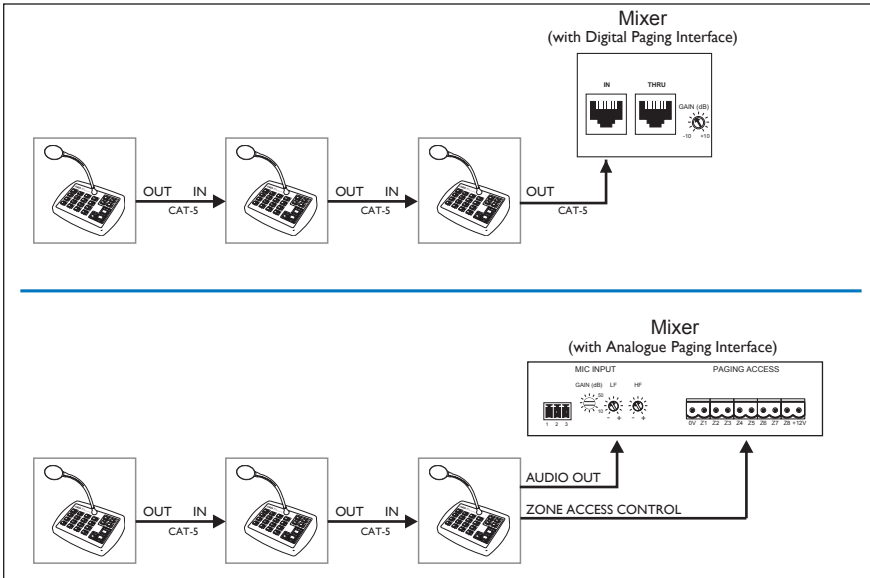 Mixer
(with Digital Paging Interface)
IN THRU
GAIN (dB)
-10 +10
OUT IN
CAT-5
OUT IN
CAT-5
OUT
CAT-5
Mixer
(with Analogue Paging Interface)
MIC INPUT PAGING ACCESS
GAIN (dB) LF HF
50
10
- + - +
1 2 3
0V Z1 Z2 Z3 Z4 Z5 Z6 Z7 Z8 +12V
AUDIO OUT
ZONE ACCESS CONTROL
OUT IN
CAT-5
OUT IN
CAT-5